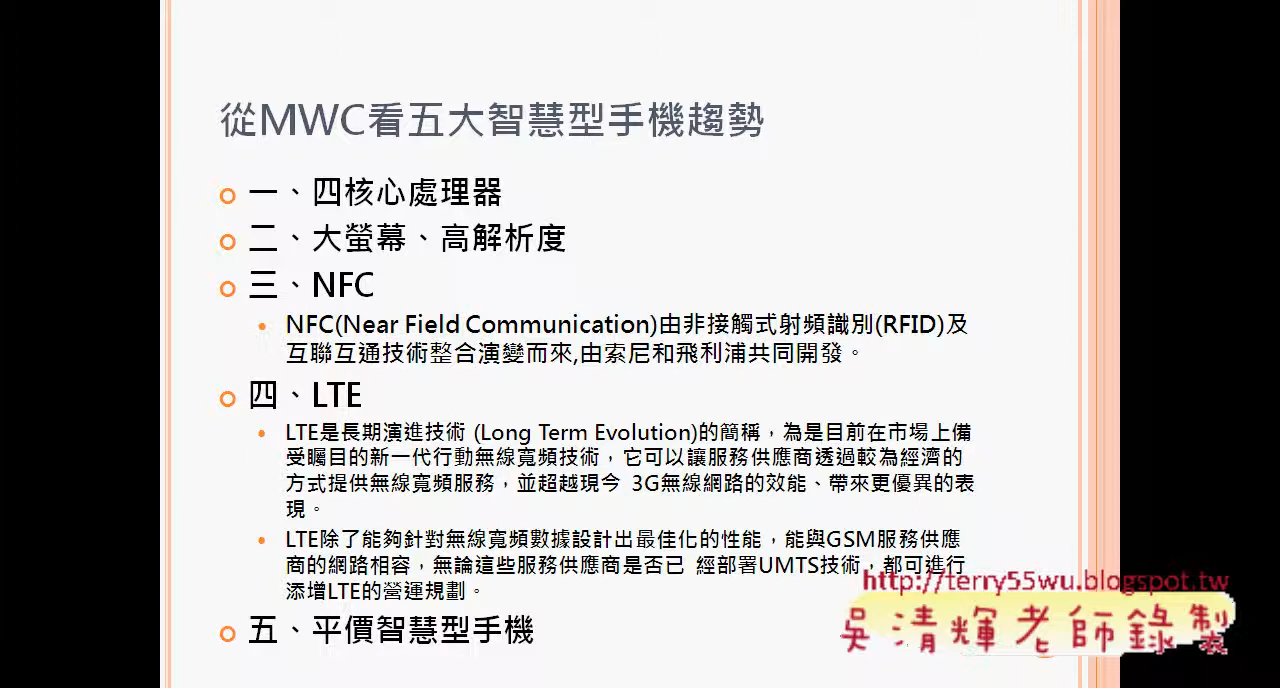 從MWC看五大智慧型手機趨勢
一、四核心處理器
二、大螢幕、高解析度
三、NFC
NFC(Near Field Communication)由非接觸式射頻識別(RFID)及
互聯互通技術整合演變而來,由索尼和飛利浦共同開發。
四、LTE
LTE是長期演進技術 (Long Term Evolution)的簡稱，為是目前在市場上備
受矚目的新一代行動無線寬頻技術，它可以讓服務供應商透過較為經濟的
方式提供無線寬頻服務，並超越現今 3G無線網路的效能、帶來更優異的表
現。
LTE除了能夠針對無線寬頻數據設計出最佳化的性能，能與GSM服務供應
商的網路相容，無論這些服務供應商是否已 經部署UMTS技術，都可進行
添增LTE的營運規劃。
五、平價智慧型手機
http://terry55wu.blogspot.tw
吳清輝老師錄製